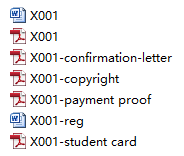 X001
X001
X001-confirmation-letter
X001-copyright
X001-payment proof
X001-reg
X001-student card